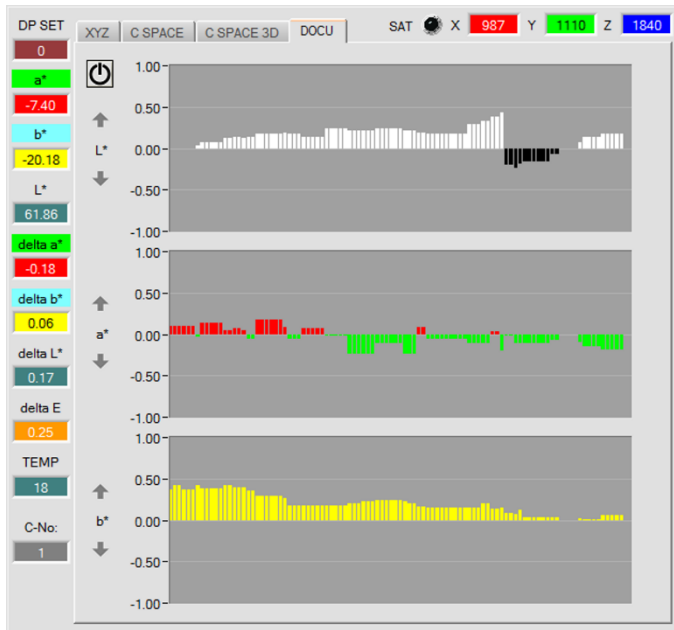 DP SET
0
a*
-7.40
b*
-20.18
L*
61.86
delta a*
-0.18
delta b*
0.06
delta L*
0.17
delta E
0.25
TEMP
18
C-No:
1
XYZ C SPACE C SPACE 3D DOCU
SAT X 987 Y 1110 Z 1840
1.00
0.50
L* 0.00
-0.50
-1.00
1.00
0.50
a* 0.00
-0.50
-1.00
1.00
0.50
b* 0.00
-0.50
-1.00